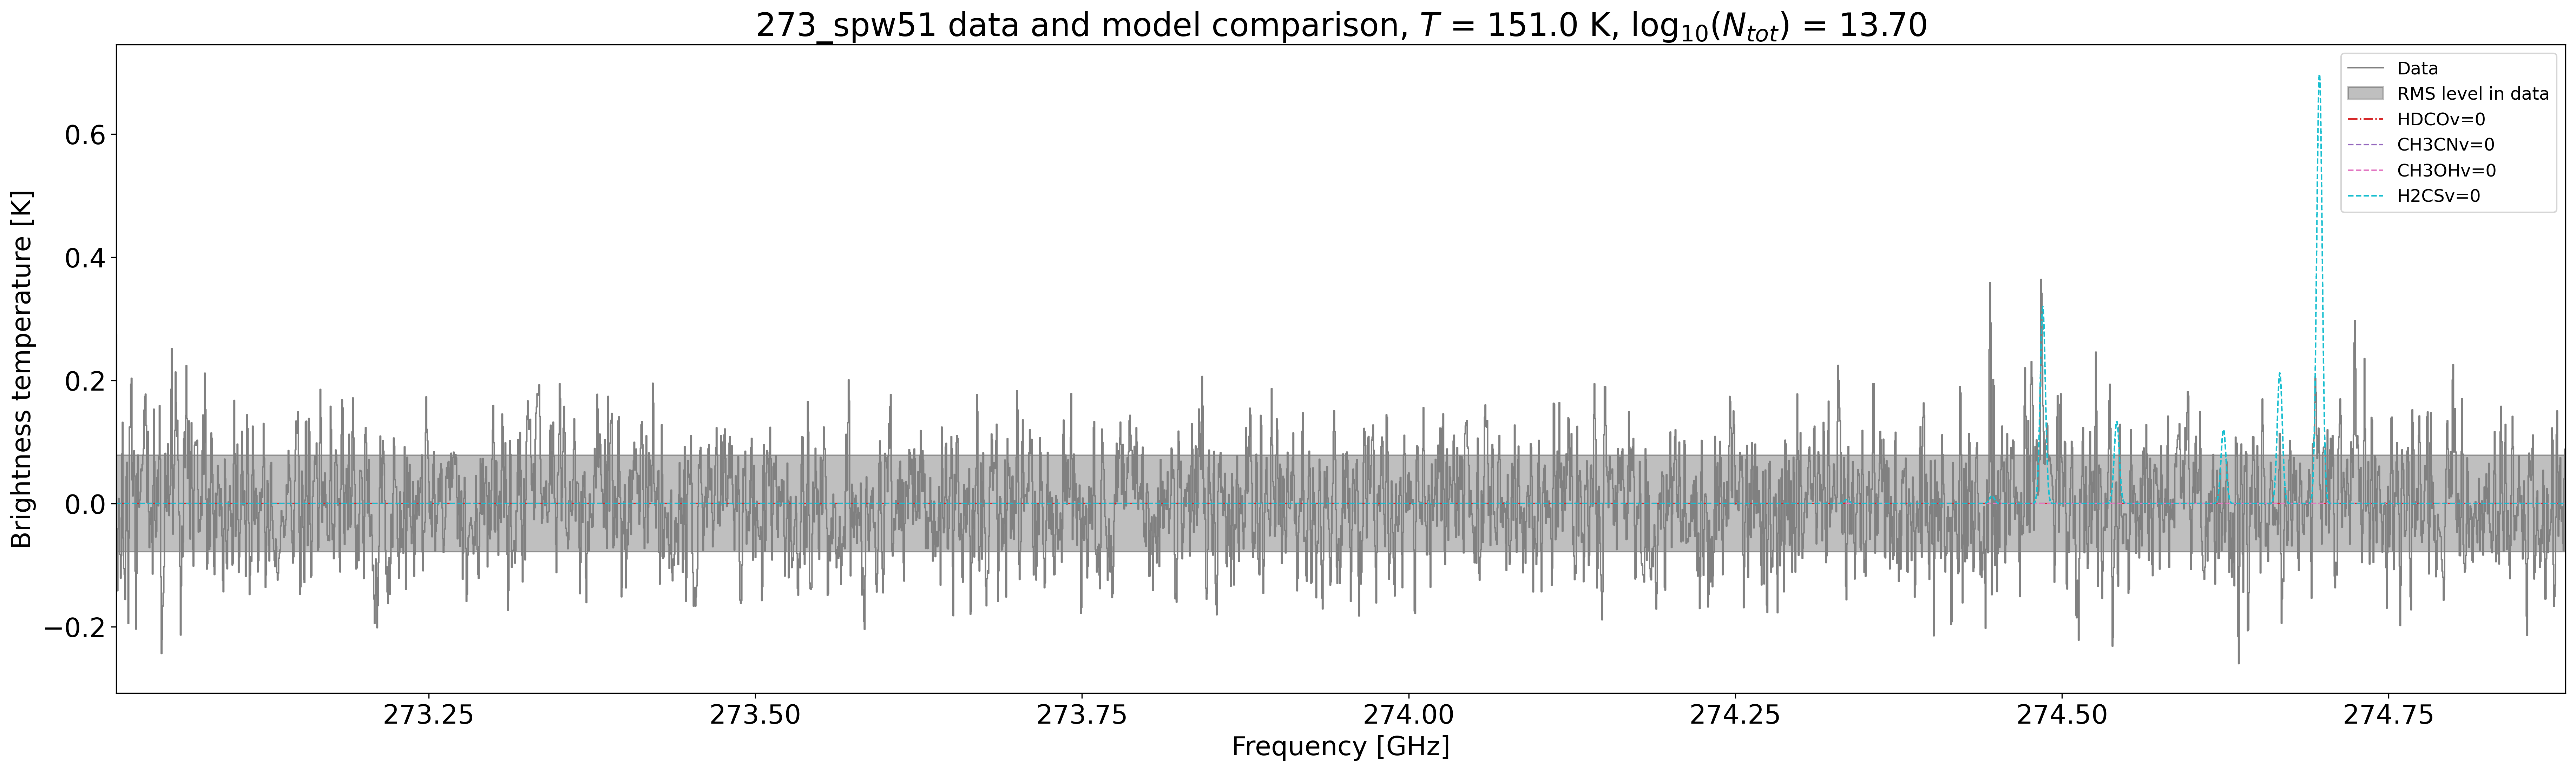 273_spw51 data and model comparison, T = 151.0 K, log₁₀(Nₜₒₜ) = 13.70
Data
RMS level in data
HDCOv=0
CH3CNv=0
CH3OHv=0
H2CSv=0
Brightness temperature [K]
0.6
0.4
0.2
0.0
−0.2
273.25 273.50 273.75 274.00 274.25 274.50 274.75
Frequency [GHz]